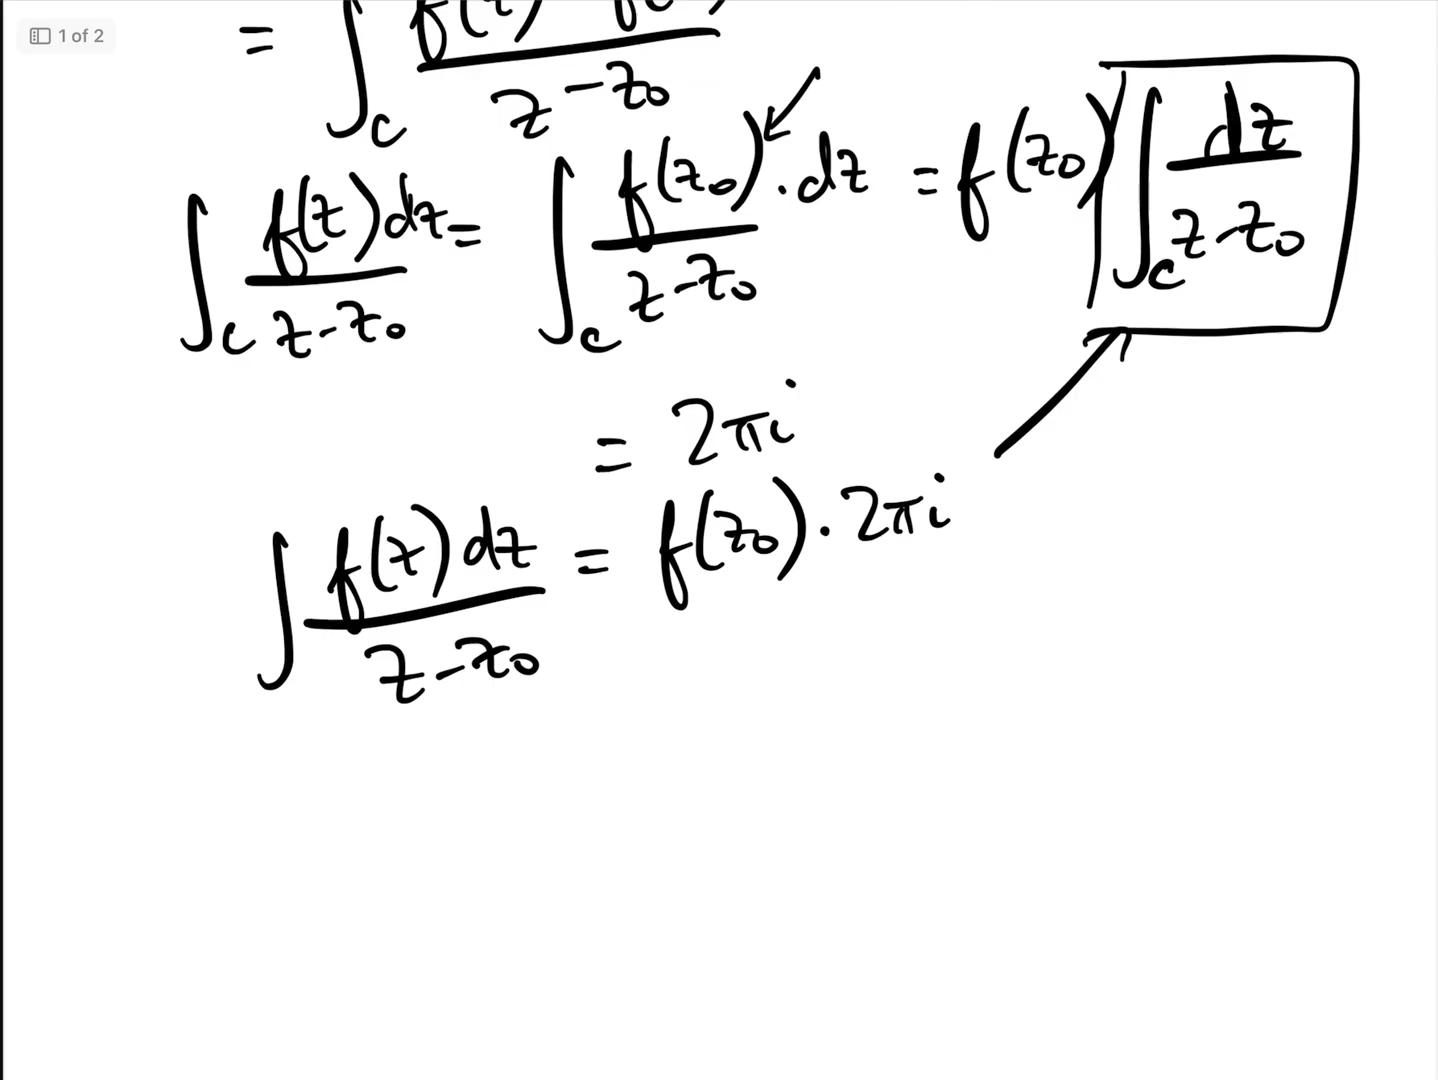 1 of 2
= ∫_C / z - z₀
∫_C f(z)dz / z - z₀ = ∫_C f(z₀) / z - z₀ · dz = f(z₀) ∫_C dz / z - z₀
= 2πi
∫ f(z)dz / z - z₀ = f(z₀) · 2πi